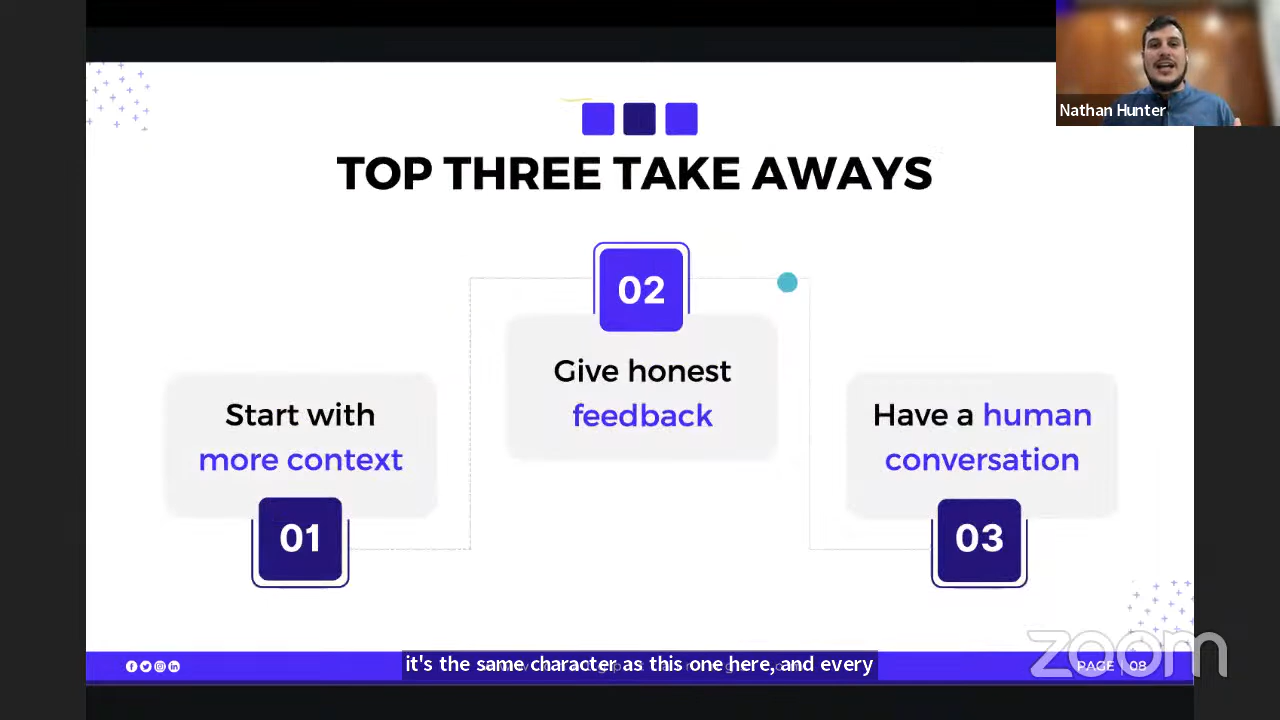 Nathan Hunter
TOP THREE TAKE AWAYS
02
Give honest
feedback
Start with
more context
01
Have a human
conversation
03
it's the same character as this one here, and every
PAGE | 08
zoom